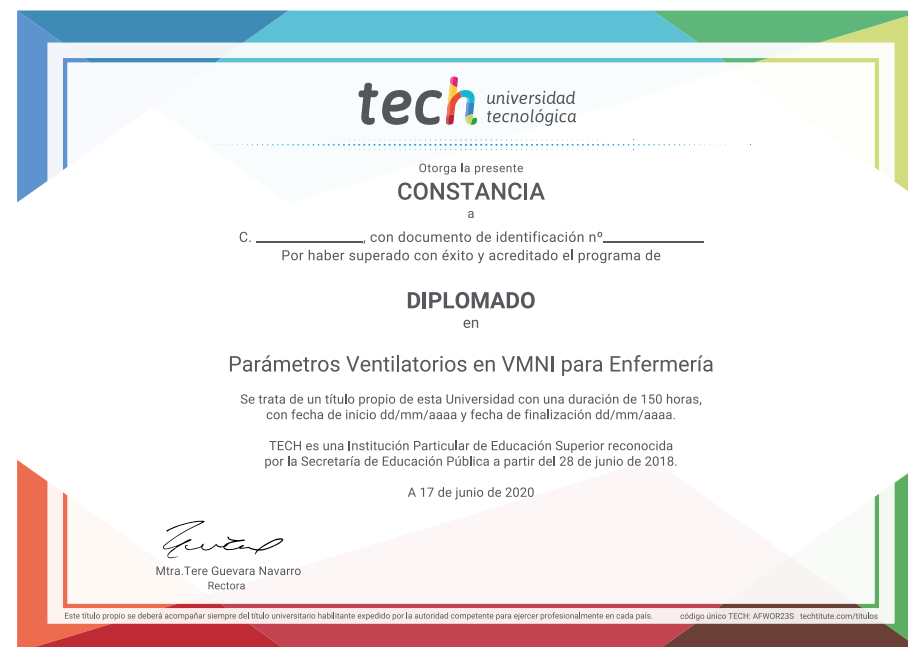 tech universidad
tecnológica
Otorga la presente
CONSTANCIA
a
C. ____________, con documento de identificación nº____________
Por haber superado con éxito y acreditado el programa de
DIPLOMADO
en
Parámetros Ventilatorios en VMNI para Enfermería
Se trata de un título propio de esta Universidad con una duración de 150 horas,
con fecha de inicio dd/mm/aaaa y fecha de finalización dd/mm/aaaa.
TECH es una Institución Particular de Educación Superior reconocida
por la Secretaría de Educación Pública a partir del 28 de junio de 2018.
A 17 de junio de 2020
Mtra.Tere Guevara Navarro
Rectora
Este título propio se deberá acompañar siempre del título universitario habilitante expedido por la autoridad competente para ejercer profesionalmente en cada país. código único TECH: AFWOR23S techtitute.com/titulos